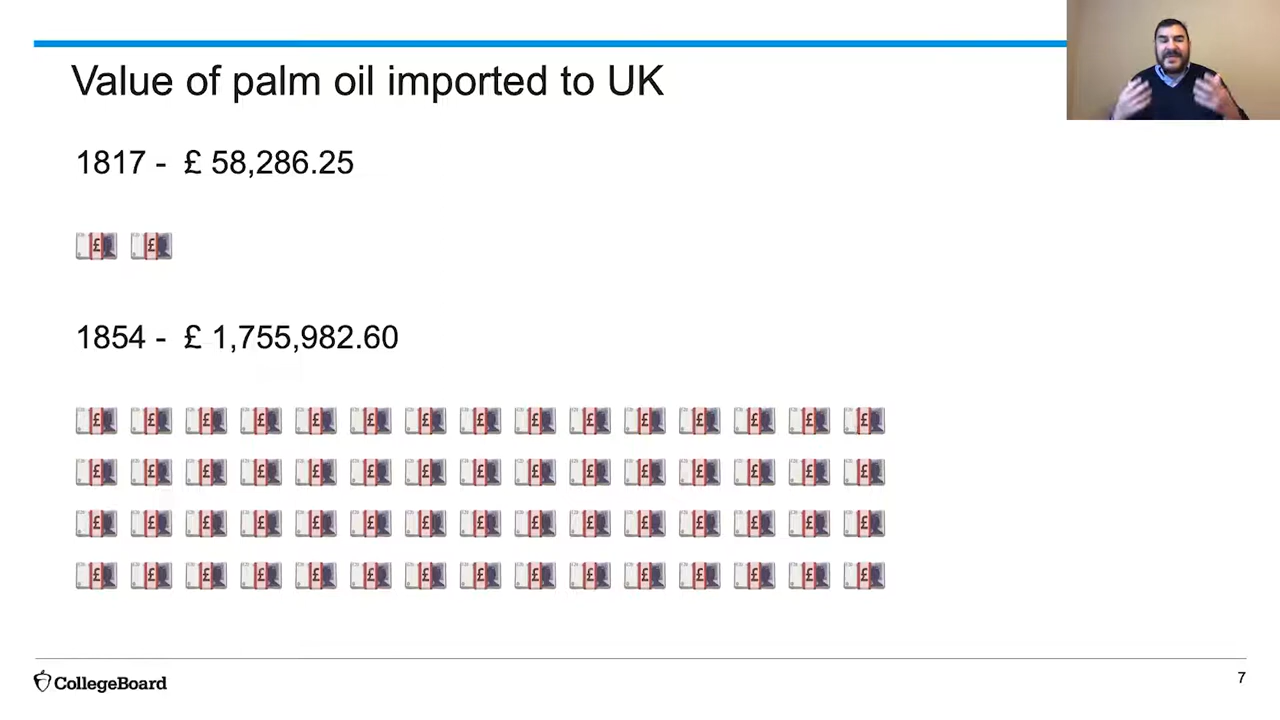 Value of palm oil imported to UK
1817 - £ 58,286.25
1854 - £ 1,755,982.60
CollegeBoard
7